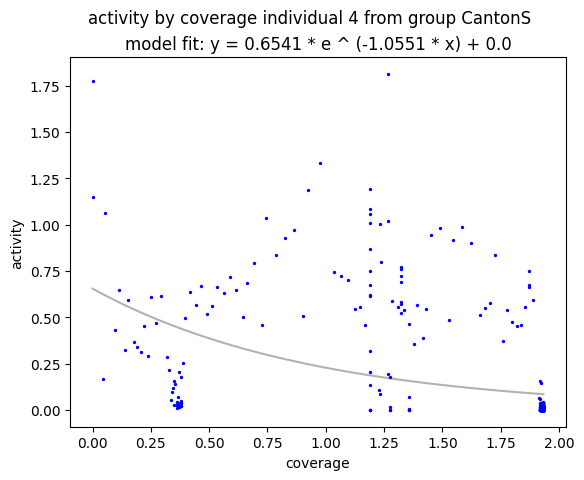 activity by coverage individual 4 from group CantonS
model fit: y = 0.6541 * e ^ (-1.0551 * x) + 0.0
activity
1.75
1.50
1.25
1.00
0.75
0.50
0.25
0.00
0.00 0.25 0.50 0.75 1.00 1.25 1.50 1.75 2.00
coverage